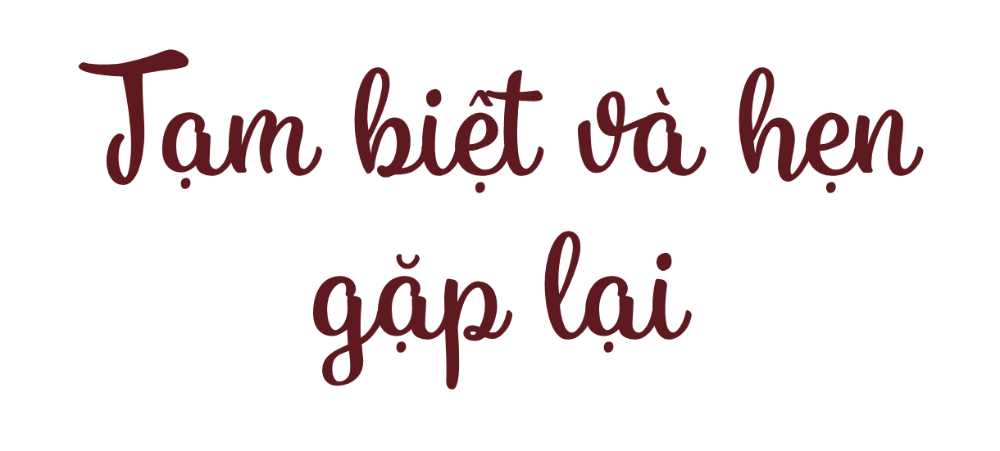 Tạm biệt và hẹn
gặp lại